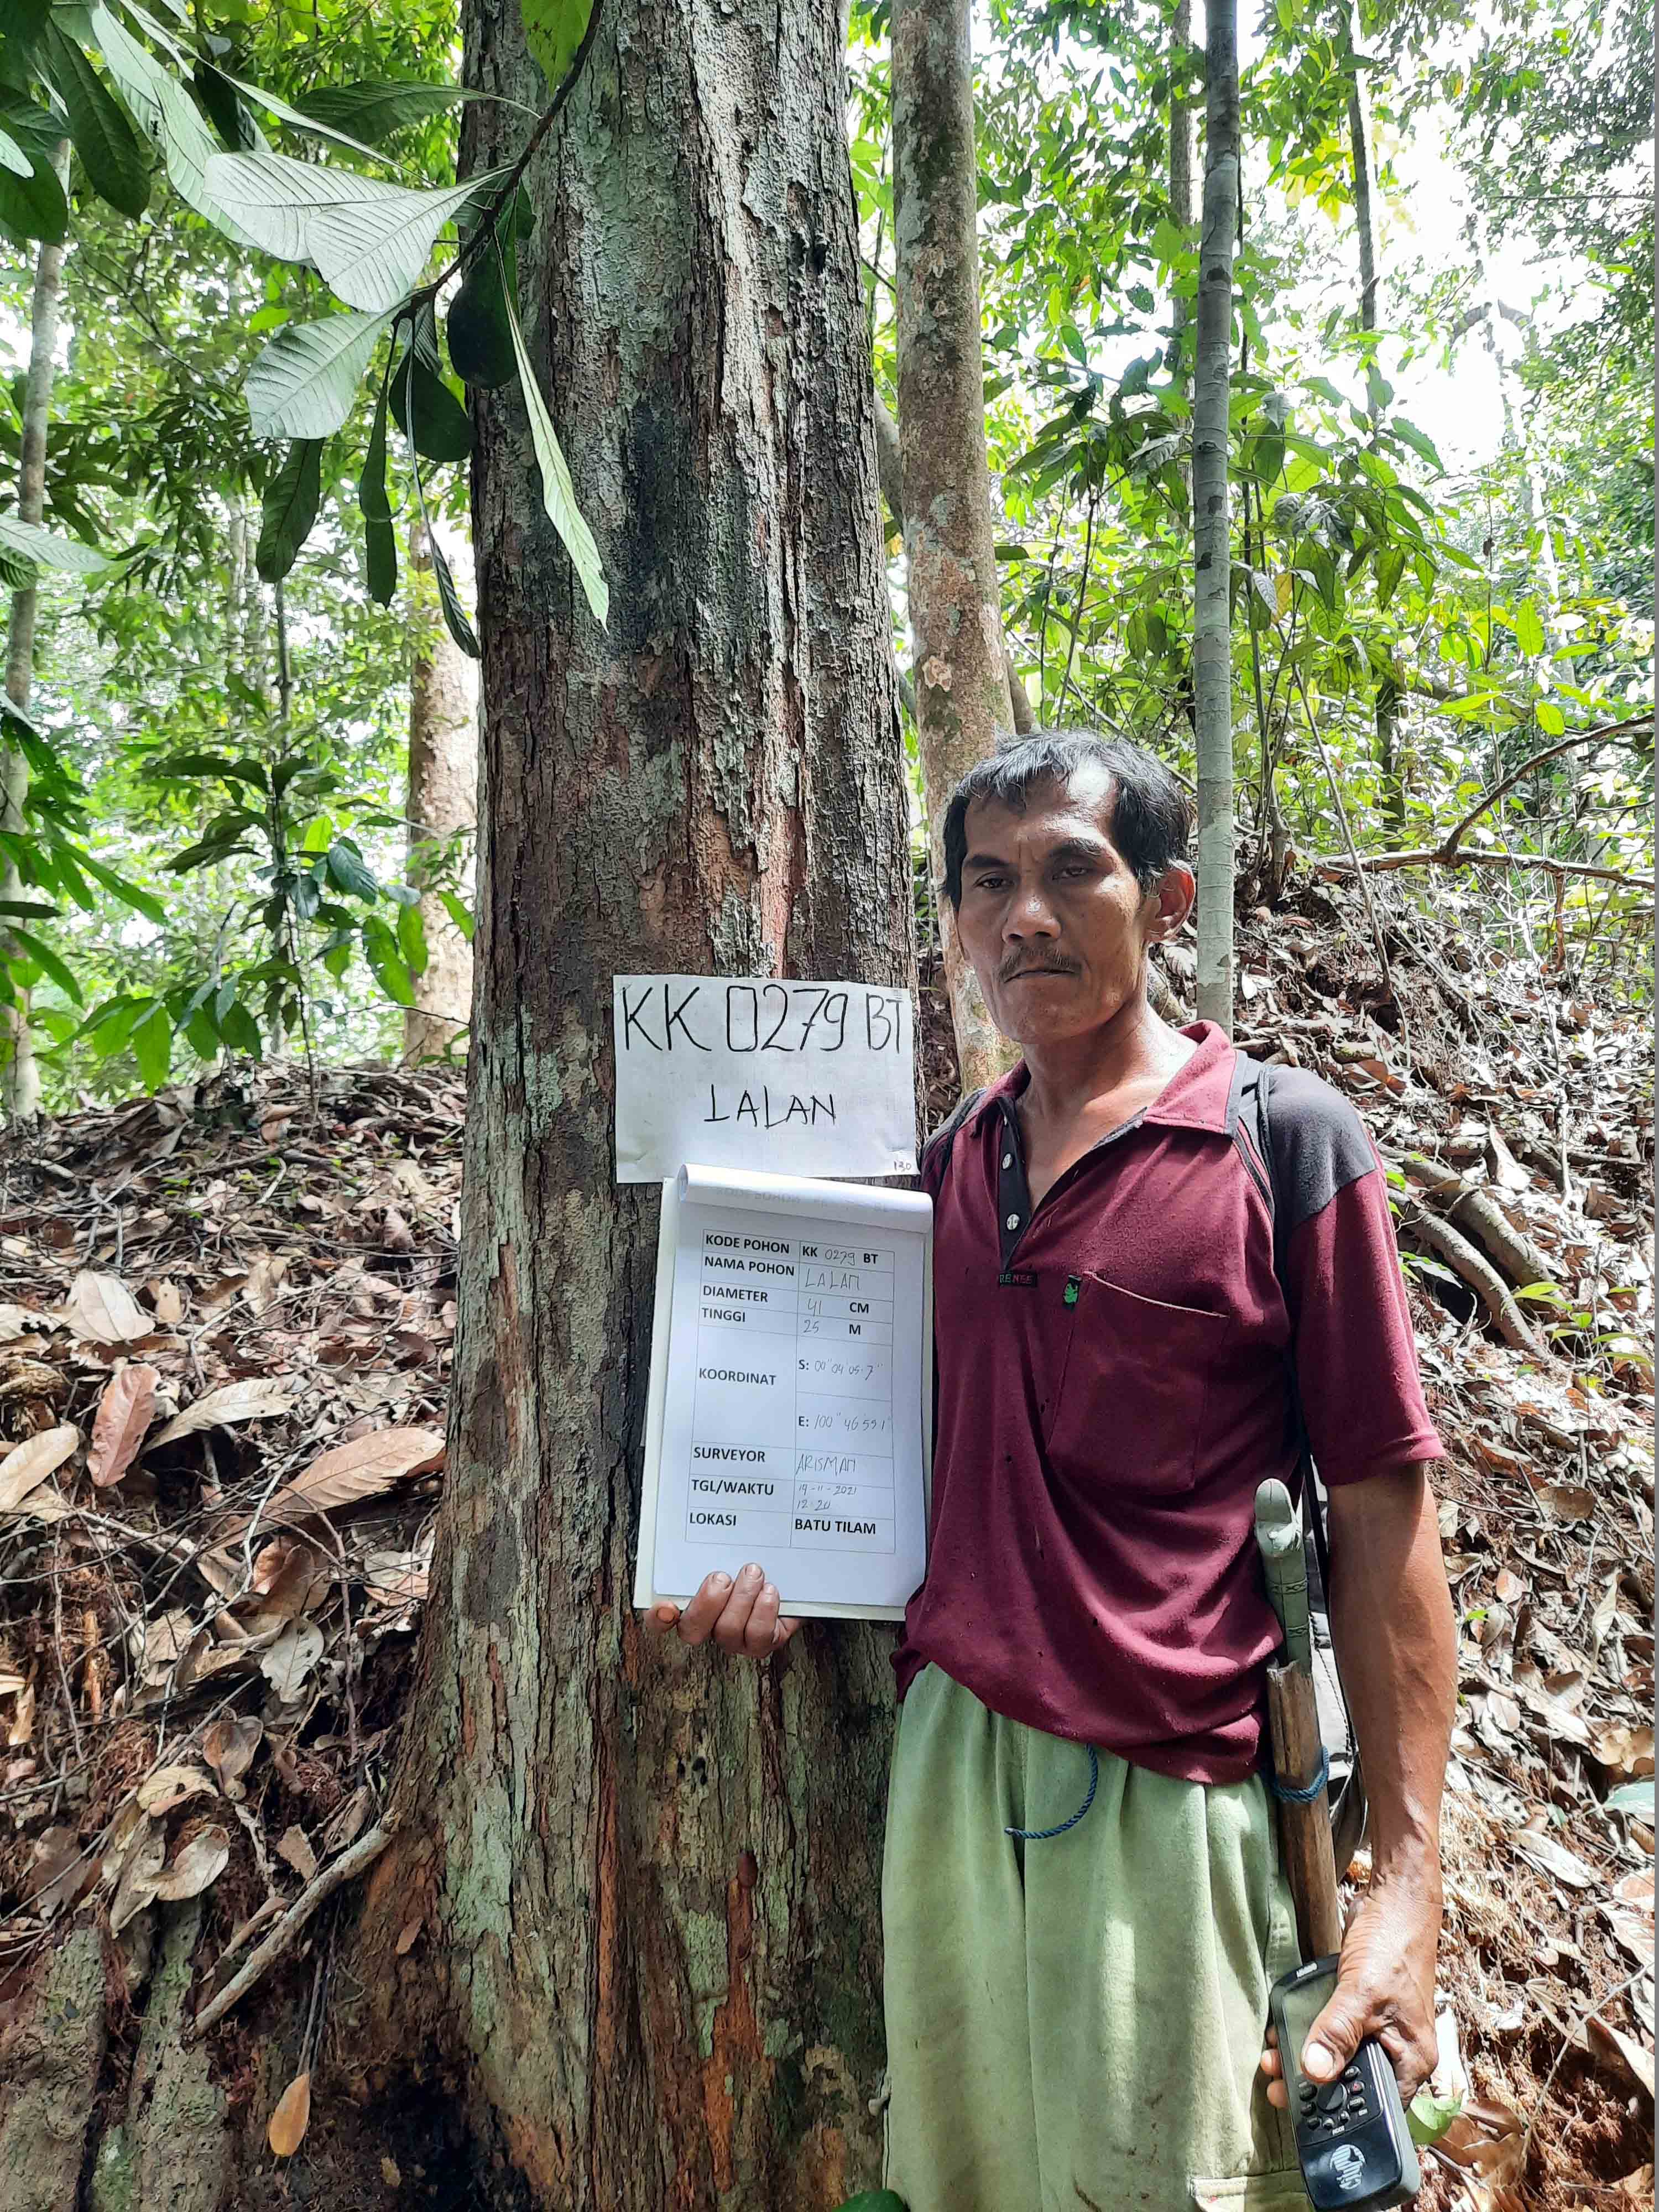 KK 0279 BT
LALAN
130
KODE POHON KK 0279 BT
NAMA POHON LALAN
DIAMETER 41 CM
TINGGI 25 M
KOORDINAT
S: 00° 04' 05.7"
E: 100° 46' 55.1"
SURVEYOR ARISMAN
TGL/WAKTU 19-11-2021
12:20
LOKASI BATU TILAM
RENEE